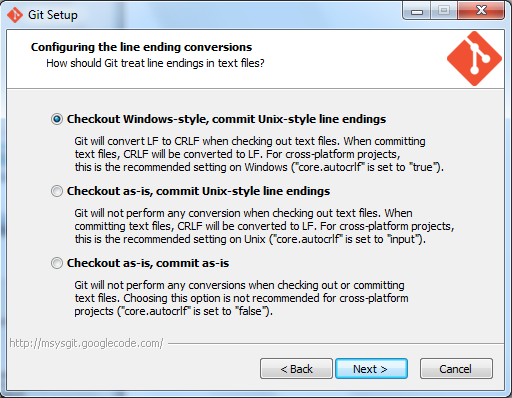 Git Setup
Configuring the line ending conversions
How should Git treat line endings in text files?
Checkout Windows-style, commit Unix-style line endings
Git will convert LF to CRLF when checking out text files. When committing
text files, CRLF will be converted to LF. For cross-platform projects,
this is the recommended setting on Windows ("core.autocrlf" is set to "true").
Checkout as-is, commit Unix-style line endings
Git will not perform any conversion when checking out text files. When
committing text files, CRLF will be converted to LF. For cross-platform projects,
this is the recommended setting on Unix ("core.autocrlf" is set to "input").
Checkout as-is, commit as-is
Git will not perform any conversions when checking out or committing
text files. Choosing this option is not recommended for cross-platform
projects ("core.autocrlf" is set to "false").
http://msysgit.googlecode.com/
< Back
Next >
Cancel